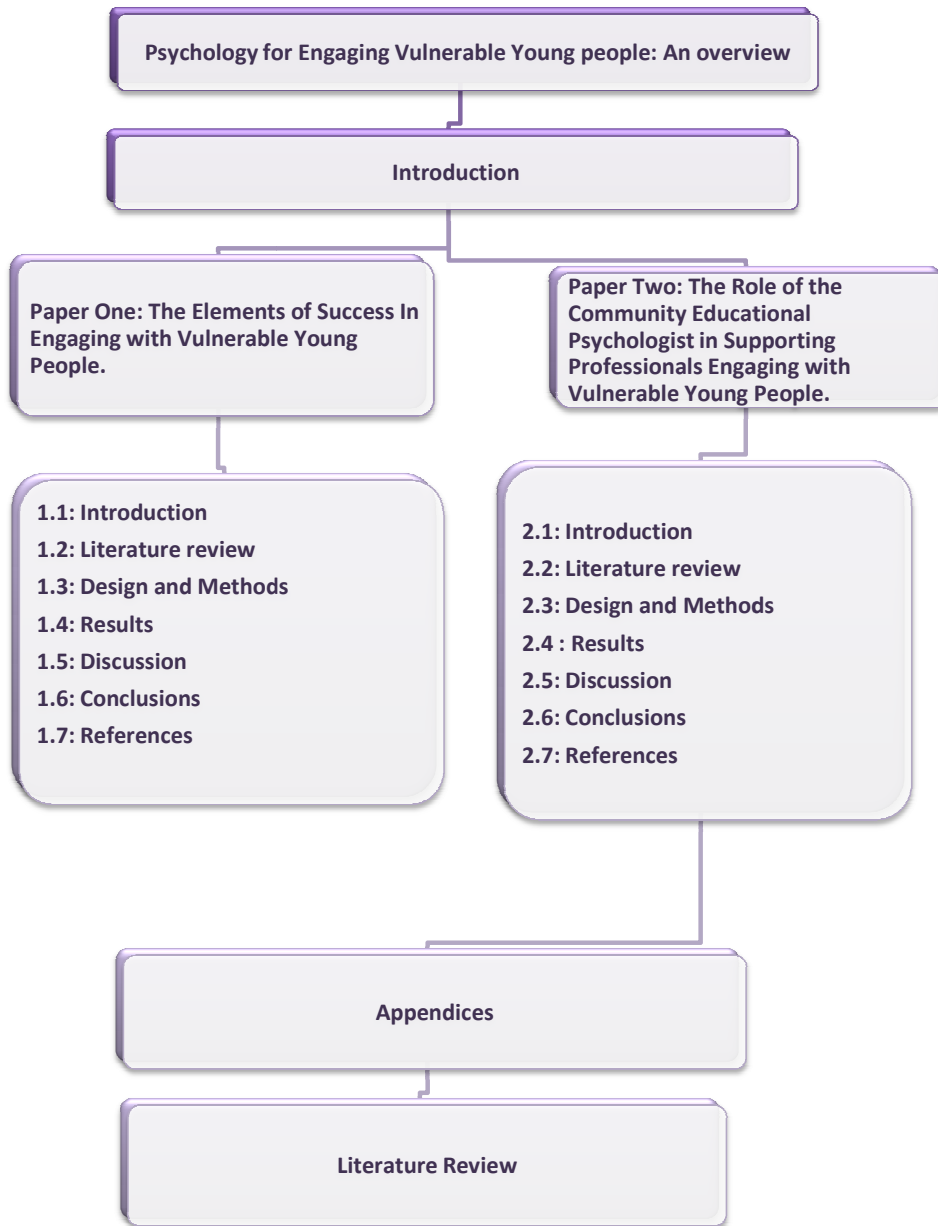 Psychology for Engaging Vulnerable Young people: An overview
Introduction
Paper One: The Elements of Success In
Engaging with Vulnerable Young
People.
Paper Two: The Role of the
Community Educational
Psychologist in Supporting
Professionals Engaging with
Vulnerable Young People.
1.1: Introduction
1.2: Literature review
1.3: Design and Methods
1.4: Results
1.5: Discussion
1.6: Conclusions
1.7: References
2.1: Introduction
2.2: Literature review
2.3: Design and Methods
2.4 : Results
2.5: Discussion
2.6: Conclusions
2.7: References
Appendices
Literature Review